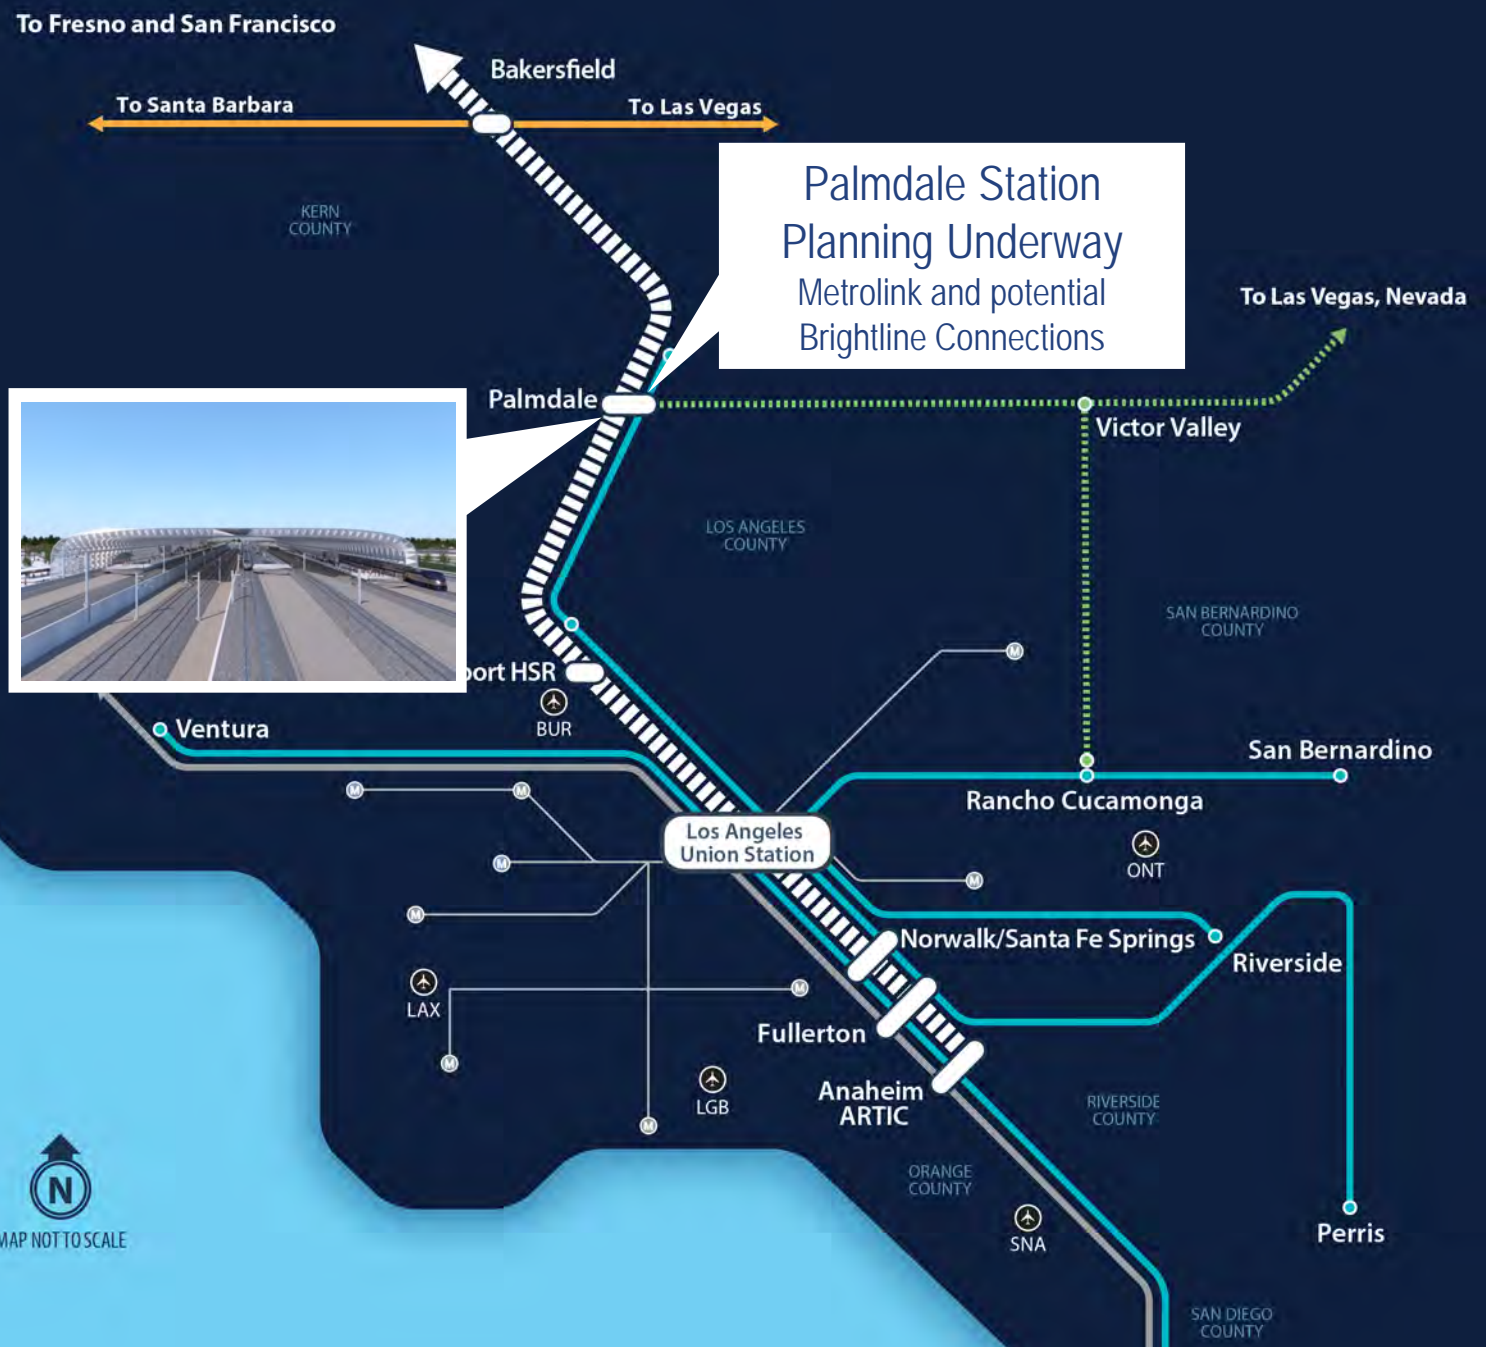 To Fresno and San Francisco
Bakersfield
To Santa Barbara
To Las Vegas
Palmdale Station
Planning Underway
Metrolink and potential
Brightline Connections
KERN
COUNTY
To Las Vegas, Nevada
Palmdale
Victor Valley
LOS ANGELES
COUNTY
SAN BERNARDINO
COUNTY
M
port HSR
BUR
Ventura
San Bernardino
M
M
Rancho Cucamonga
Los Angeles
Union Station
ONT
M
M
M
Norwalk/Santa Fe Springs
Riverside
LAX
M
Fullerton
M
LGB
Anaheim
ARTIC
RIVERSIDE
COUNTY
M
ORANGE
COUNTY
N
SNA
Perris
MAP NOT TO SCALE
SAN DIEGO
COUNTY